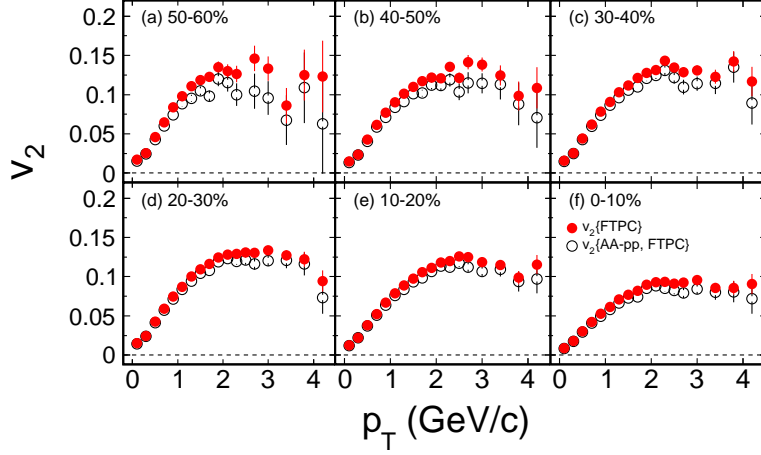 (a) 50-60%
(b) 40-50%
(c) 30-40%
0.2
0.15
0.1
0.05
0
v2
(d) 20-30%
(e) 10-20%
(f) 0-10%
v2{FTPC}
v2{AA-pp, FTPC}
0.2
0.15
0.1
0.05
0
0 1 2 3 4
0 1 2 3 4
0 1 2 3 4
pT (GeV/c)